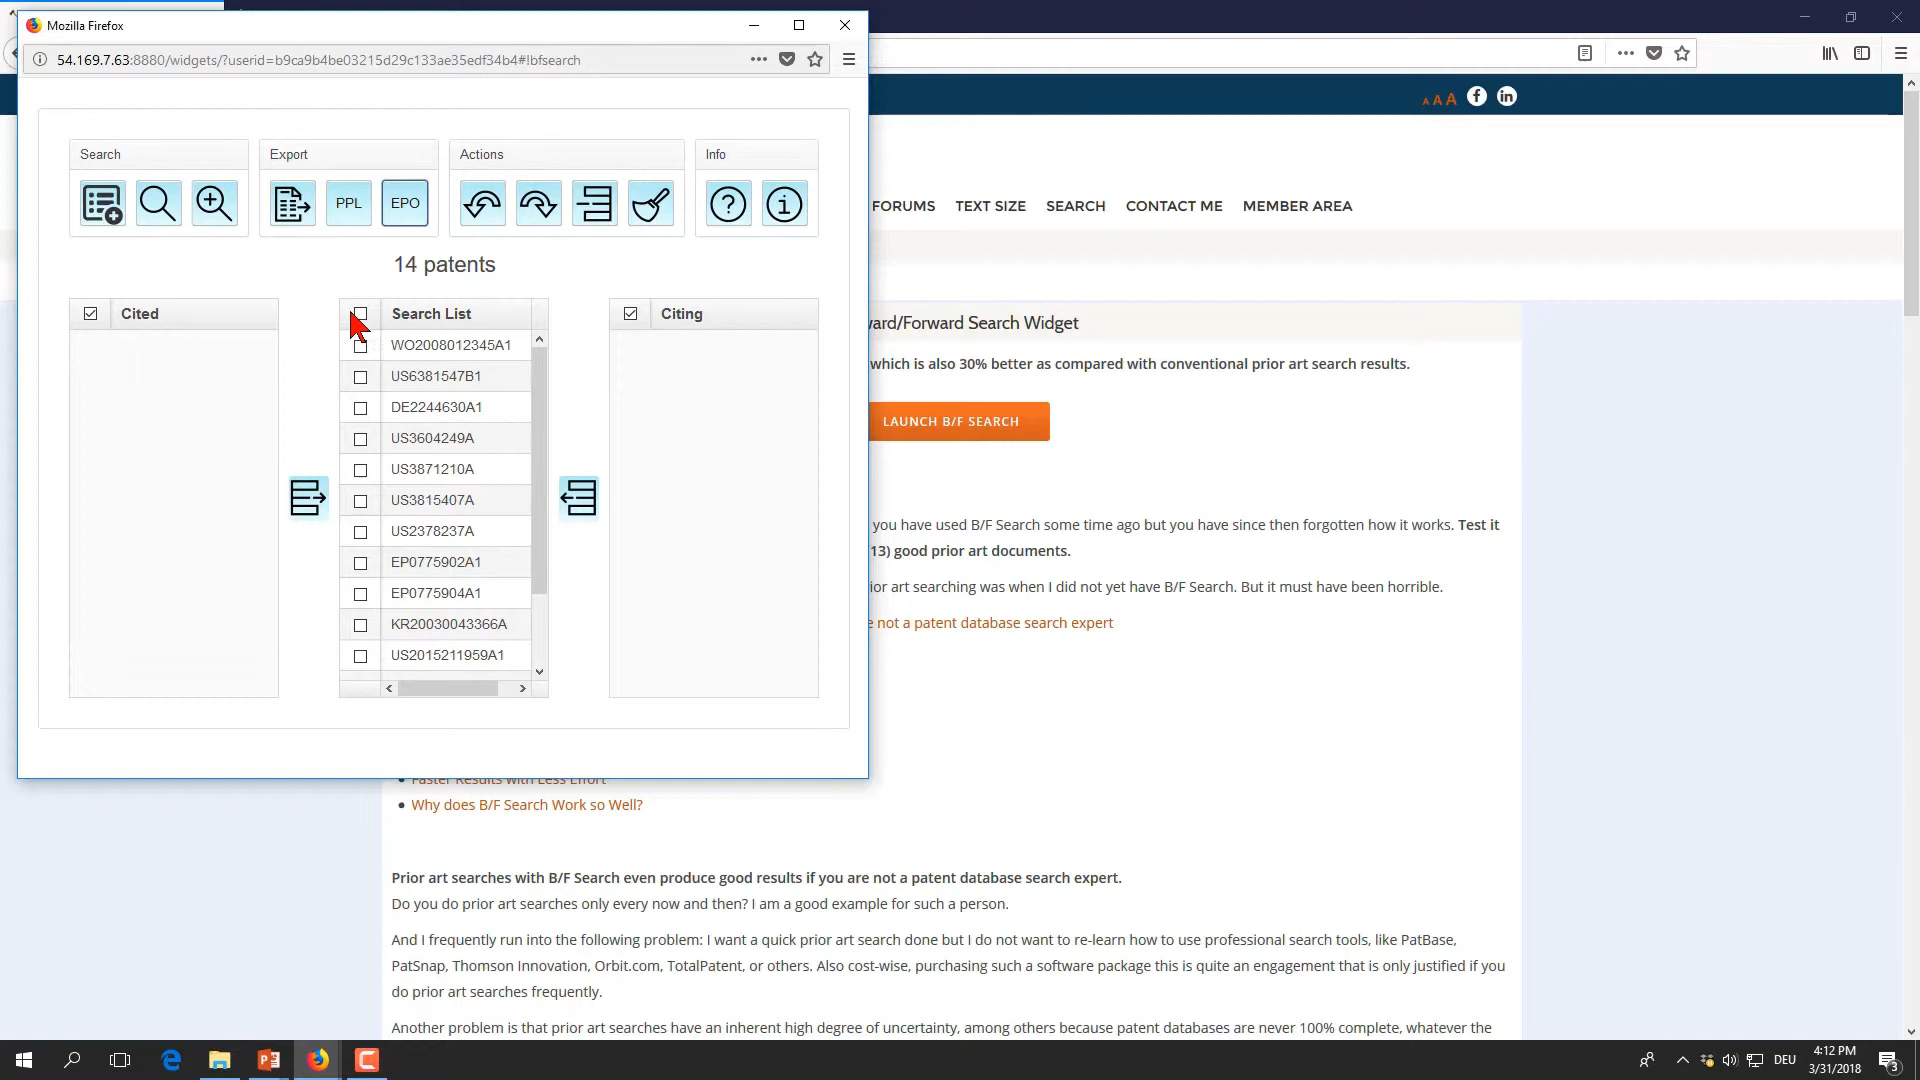 Mozilla Firefox
54.169.7.63:8880/widgets/?userid=b9ca9b4be03215d29c133ae35edf34b4#!bfsearch
A A A
Search
Export
Actions
Info
PPL
EPO
?
i
FORUMS TEXT SIZE SEARCH CONTACT ME MEMBER AREA
14 patents
Cited
Search List
Citing
WO2008012345A1
US6381547B1
DE2244630A1
US3604249A
US3871210A
US3815407A
US2378237A
EP0775902A1
EP0775904A1
KR20030043366A
US2015211959A1
ward/Forward Search Widget
which is also 30% better as compared with conventional prior art search results.
LAUNCH B/F SEARCH
you have used B/F Search some time ago but you have since then forgotten how it works. Test it
13) good prior art documents.
ior art searching was when I did not yet have B/F Search. But it must have been horrible.
e not a patent database search expert
Faster Results with Less Effort
Why does B/F Search Work so Well?
Prior art searches with B/F Search even produce good results if you are not a patent database search expert.
Do you do prior art searches only every now and then? I am a good example for such a person.
And I frequently run into the following problem: I want a quick prior art search done but I do not want to re-learn how to use professional search tools, like PatBase,
PatSnap, Thomson Innovation, Orbit.com, TotalPatent, or others. Also cost-wise, purchasing such a software package this is quite an engagement that is only justified if you
do prior art searches frequently.
Another problem is that prior art searches have an inherent high degree of uncertainty, among others because patent databases are never 100% complete, whatever the
DEU
4:12 PM
3/31/2018
3